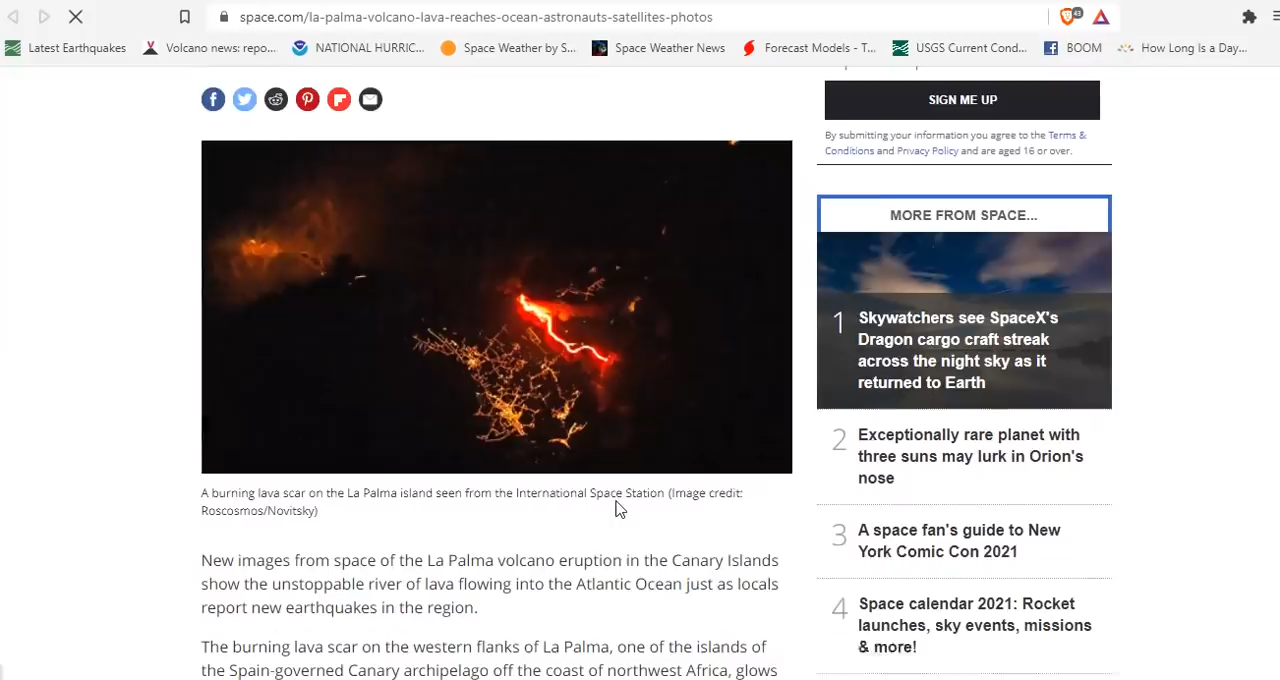 space.com/la-palma-volcano-lava-reaches-ocean-astronauts-satellites-photos
43
Latest Earthquakes
Volcano news: repo...
NATIONAL HURRIC...
Space Weather by S...
Space Weather News
Forecast Models - T...
USGS Current Cond...
BOOM
How Long Is a Day...
SIGN ME UP
By submitting your information you agree to the Terms &
Conditions and Privacy Policy and are aged 16 or over.
MORE FROM SPACE...
1
Skywatchers see SpaceX's
Dragon cargo craft streak
across the night sky as it
returned to Earth
2
Exceptionally rare planet with
three suns may lurk in Orion's
nose
3
A space fan's guide to New
York Comic Con 2021
4
Space calendar 2021: Rocket
launches, sky events, missions
& more!
A burning lava scar on the La Palma island seen from the International Space Station (Image credit:
Roscosmos/Novitsky)
New images from space of the La Palma volcano eruption in the Canary Islands
show the unstoppable river of lava flowing into the Atlantic Ocean just as locals
report new earthquakes in the region.
The burning lava scar on the western flanks of La Palma, one of the islands of
the Spain-governed Canary archipelago off the coast of northwest Africa, glows